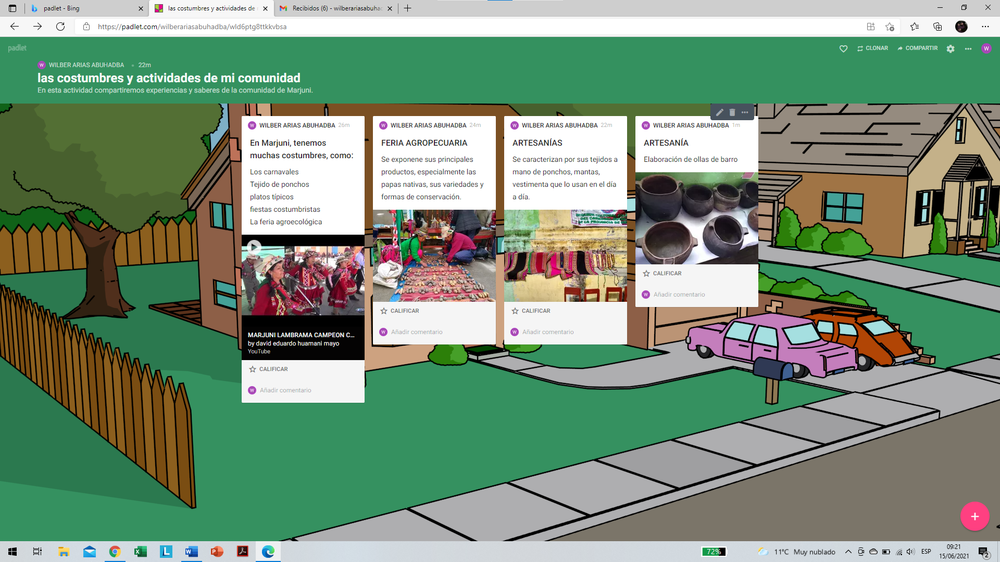 padlet - Bing
las costumbres y actividades de
Recibidos (6) - wilberariasabuhad
https://padlet.com/wilberariasabuhadba/wld6ptg8ttkkvbsa
padlet
CLONAR
COMPARTIR
W
W WILBER ARIAS ABUHADBA 22m
las costumbres y actividades de mi comunidad
En esta actividad compartiremos experiencias y saberes de la comunidad de Marjuni.
W WILBER ARIAS ABUHADBA 26m
En Marjuni, tenemos
muchas costumbres, como:
Los carnavales
Tejido de ponchos
platos típicos
fiestas costumbristas
La feria agroecológica
MARJUNI LAMBRAMA CAMPEON C...
by david eduardo huamani mayo
YouTube
CALIFICAR
W Añadir comentario
W WILBER ARIAS ABUHADBA 24m
FERIA AGROPECUARIA
Se exponene sus principales
productos, especialmente las
papas nativas, sus variedades y
formas de conservación.
CALIFICAR
W Añadir comentario
W WILBER ARIAS ABUHADBA 22m
ARTESANÍAS
Se caracterizan por sus tejidos a
mano de ponchos, mantas,
vestimenta que lo usan en el día
a día.
DE LA PROVINCIA DE
CALIFICAR
W Añadir comentario
W WILBER ARIAS ABUHADBA 1m
ARTESANÍA
Elaboración de ollas de barro
CALIFICAR
W Añadir comentario
72%
11°C Muy nublado
ESP
09:21
15/06/2021
2